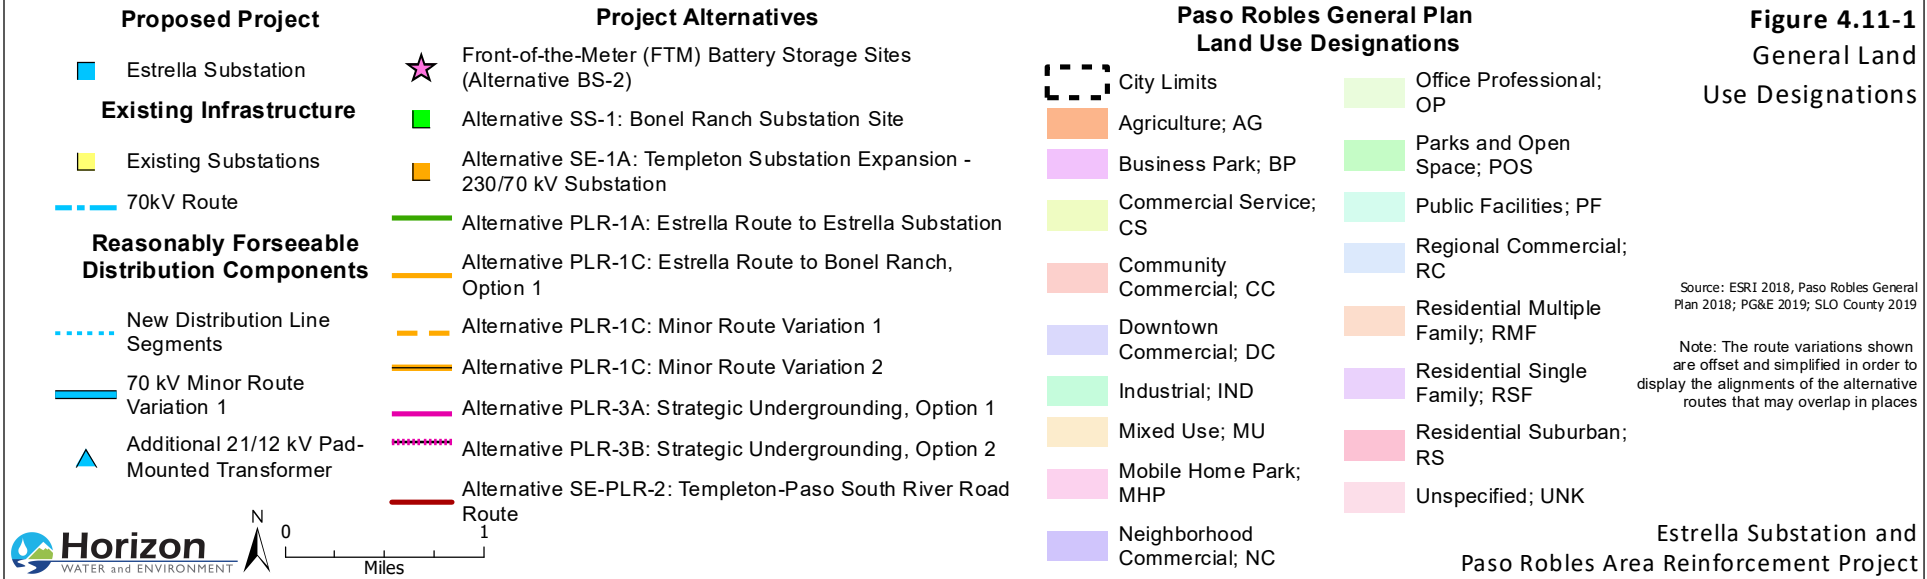 Proposed Project
Estrella Substation
Existing Infrastructure
Existing Substations
70kV Route
Reasonably Forseeable
Distribution Components
New Distribution Line
Segments
70 kV Minor Route
Variation 1
Additional 21/12 kV Pad-
Mounted Transformer
Project Alternatives
Front-of-the-Meter (FTM) Battery Storage Sites
(Alternative BS-2)
Alternative SS-1: Bonel Ranch Substation Site
Alternative SE-1A: Templeton Substation Expansion -
230/70 kV Substation
Alternative PLR-1A: Estrella Route to Estrella Substation
Alternative PLR-1C: Estrella Route to Bonel Ranch,
Option 1
Alternative PLR-1C: Minor Route Variation 1
Alternative PLR-1C: Minor Route Variation 2
Alternative PLR-3A: Strategic Undergrounding, Option 1
Alternative PLR-3B: Strategic Undergrounding, Option 2
Alternative SE-PLR-2: Templeton-Paso South River Road
Route
Paso Robles General Plan
Land Use Designations
City Limits
Agriculture; AG
Business Park; BP
Commercial Service;
CS
Community
Commercial; CC
Downtown
Commercial; DC
Industrial; IND
Mixed Use; MU
Mobile Home Park;
MHP
Neighborhood
Commercial; NC
Office Professional;
OP
Parks and Open
Space; POS
Public Facilities; PF
Regional Commercial;
RC
Residential Multiple
Family; RMF
Residential Single
Family; RSF
Residential Suburban;
RS
Unspecified; UNK
Figure 4.11-1
General Land
Use Designations
Source: ESRI 2018, Paso Robles General
Plan 2018; PG&E 2019; SLO County 2019
Note: The route variations shown
are offset and simplified in order to
display the alignments of the alternative
routes that may overlap in places
Estrella Substation and
Paso Robles Area Reinforcement Project
Horizon
WATER and ENVIRONMENT
N
0 1
Miles